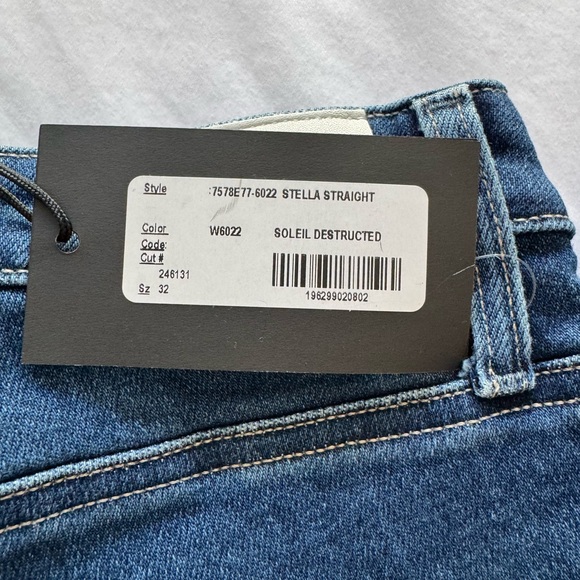 Style :7578E77-6022 STELLA STRAIGHT
Color W6022 SOLEIL DESTRUCTED
Code:
Cut #
246131
Sz 32
196299020802